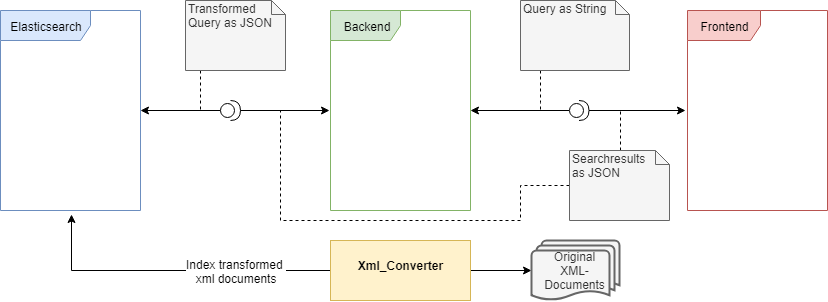 Elasticsearch
Transformed
Query as JSON
Backend
Query as String
Frontend
Searchresults
as JSON
Index transformed
xml documents
Xml_Converter
Original
XML-
Documents